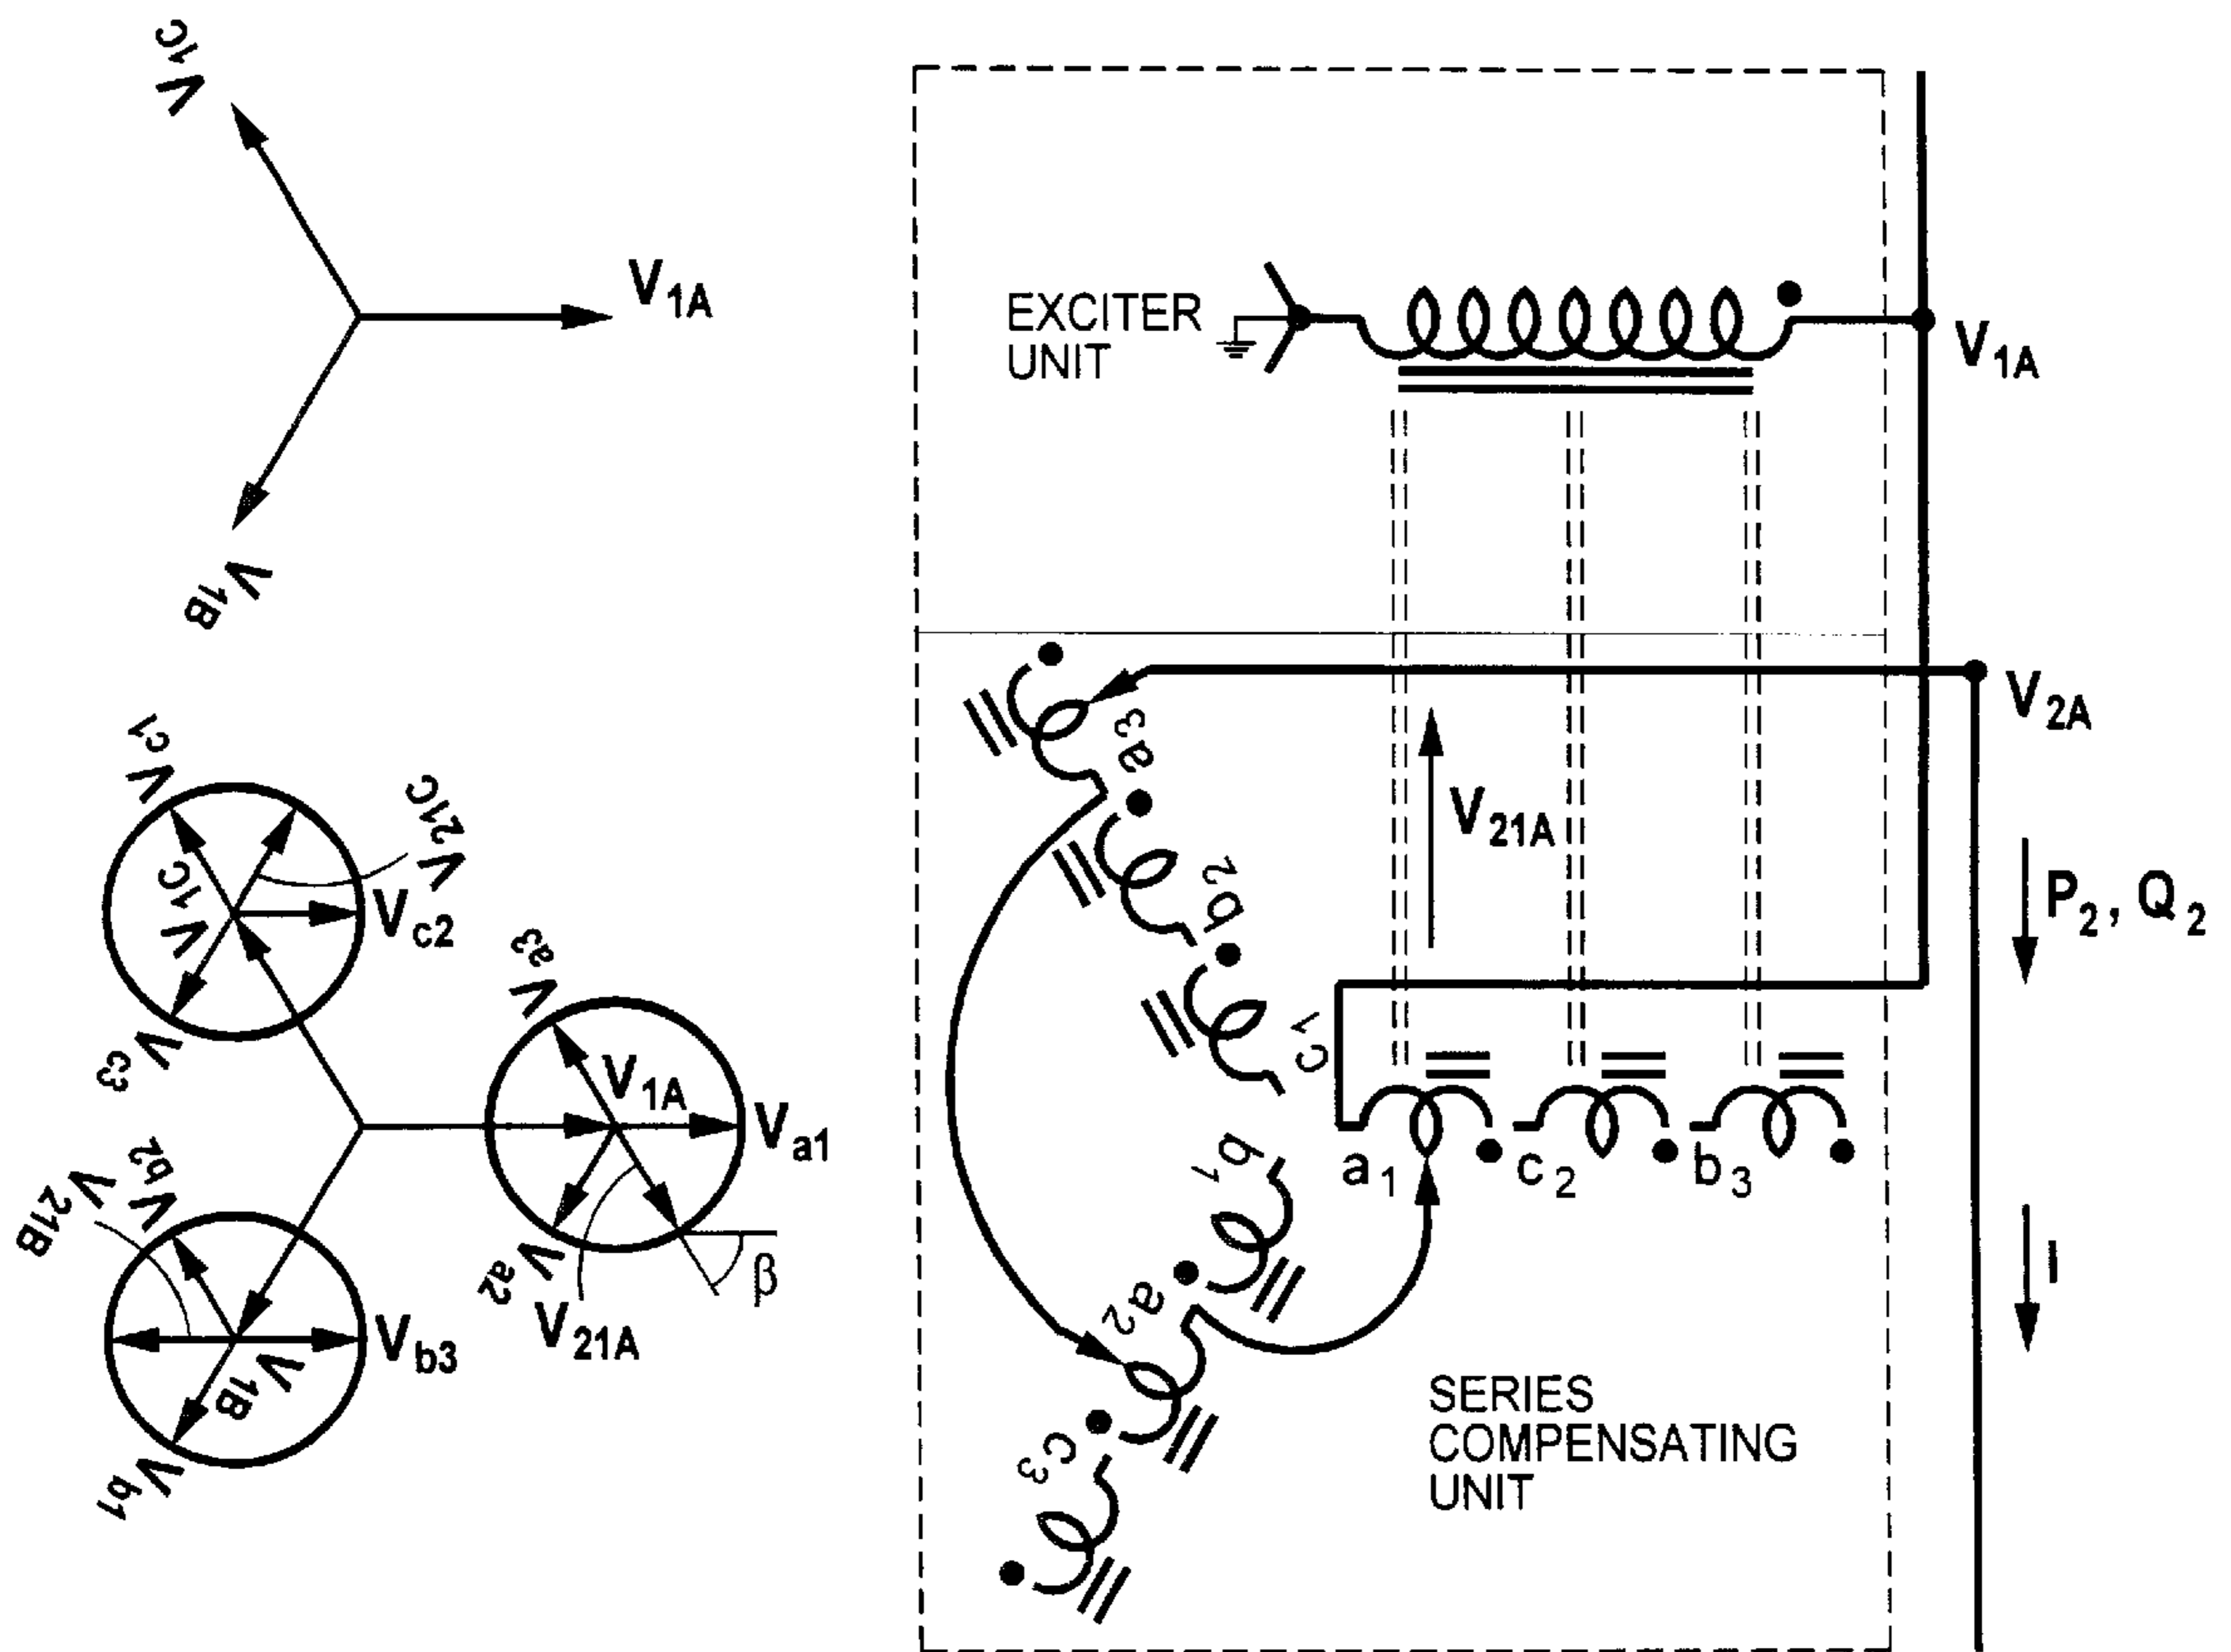 V1C
V1A
V1B
EXCITER
UNIT
V1A
V2A
a3
V21A
b2
P2, Q2
c1
Vc1
V21C
V1C
Vc2
Vc3
Va3
V1A
Va1
Va2
V21A
β
Vb2
V21B
Vb3
V1B
Vb1
b1
a1
c2
b3
a2
c3
I
SERIES
COMPENSATING
UNIT